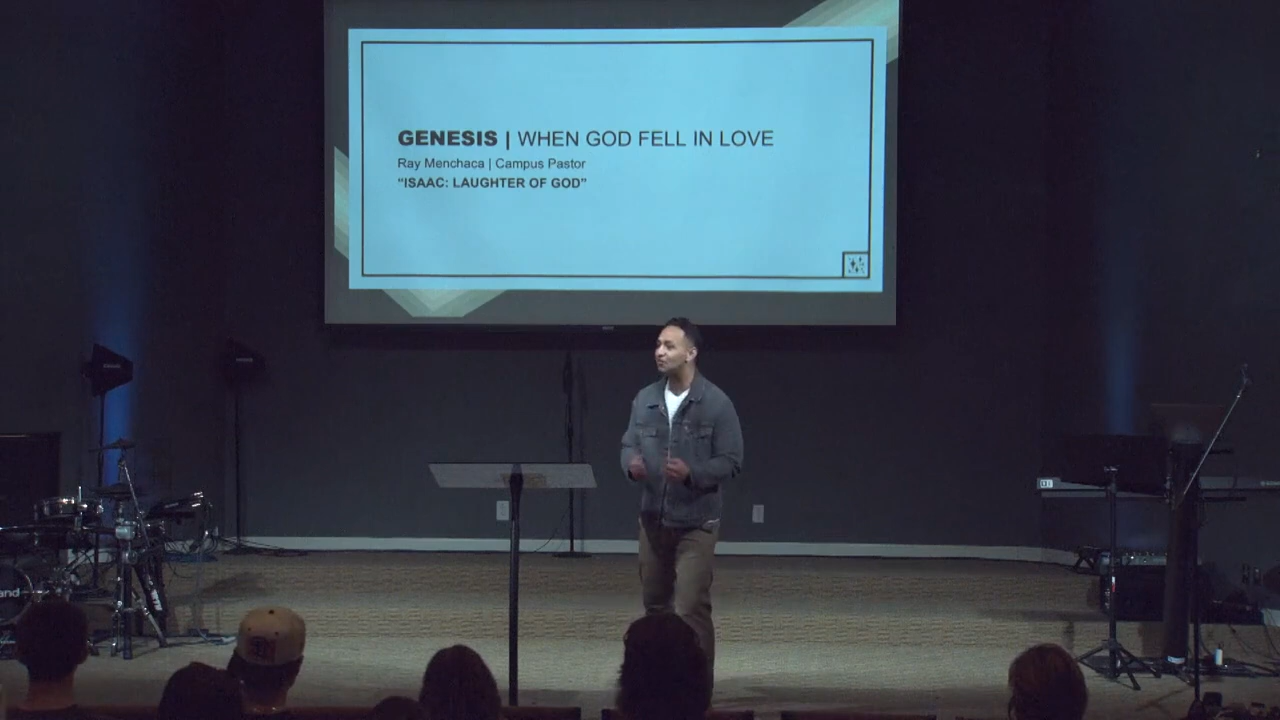 GENESIS | WHEN GOD FELL IN LOVE
Ray Menchaca | Campus Pastor
“ISAAC: LAUGHTER OF GOD”